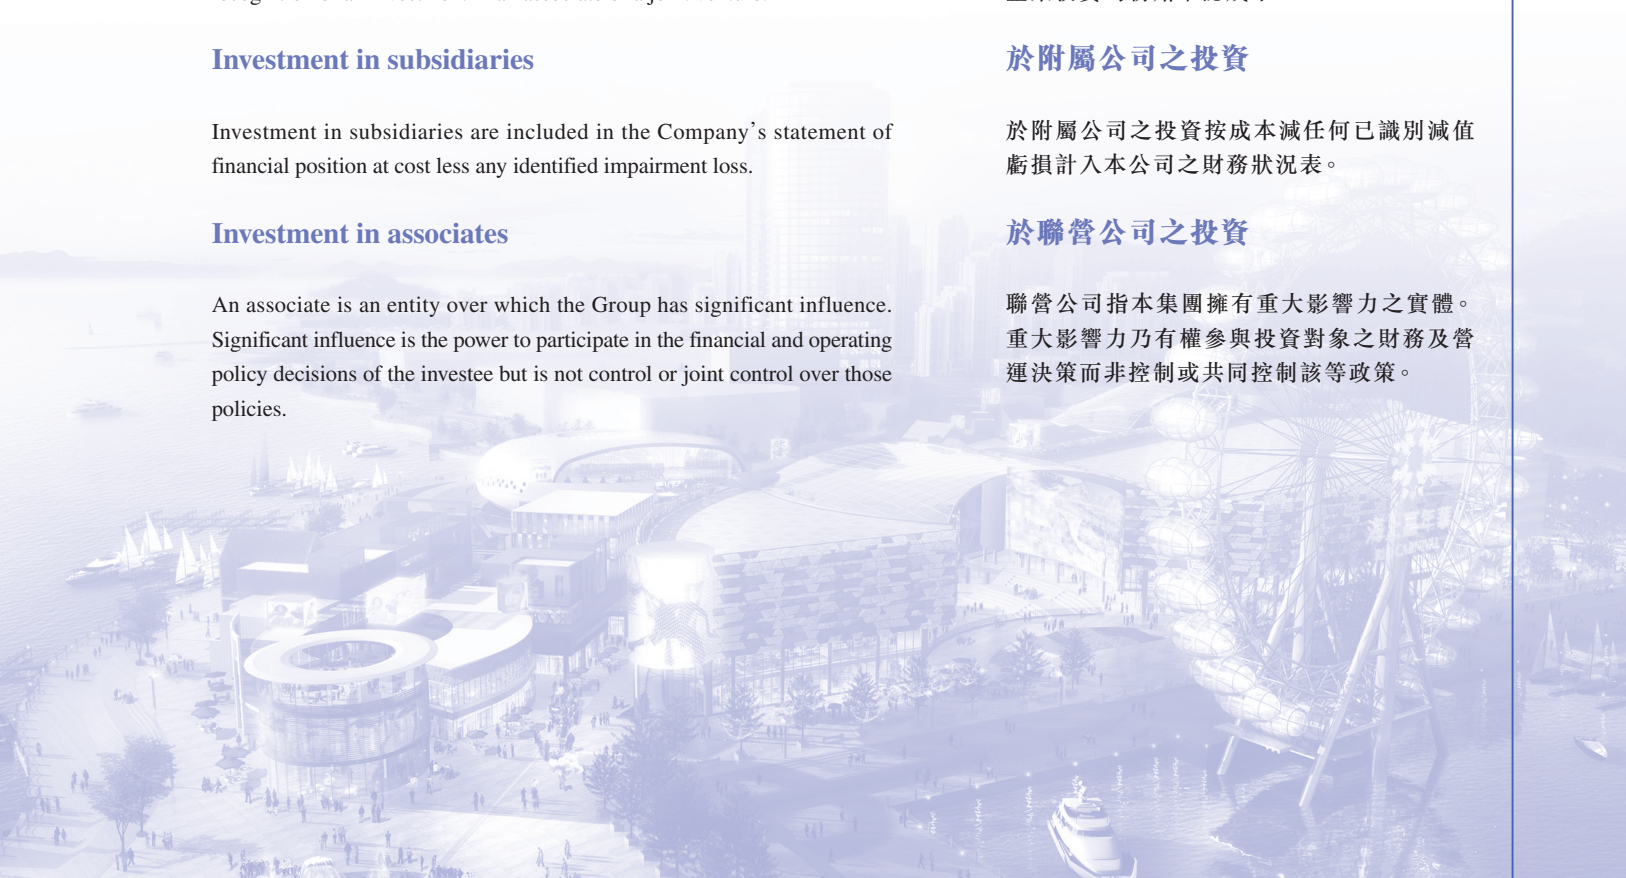 Investment in subsidiaries
Investment in subsidiaries are included in the Company's statement of
financial position at cost less any identified impairment loss.
Investment in associates
An associate is an entity over which the Group has significant influence.
Significant influence is the power to participate in the financial and operating
policy decisions of the investee but is not control or joint control over those
policies.
於附屬公司之投資
於附屬公司之投資按成本減任何已識別減值
虧損計入本公司之財務狀況表。
於聯營公司之投資
聯營公司指本集團擁有重大影響力之實體。
重大影響力乃有權參與投資對象之財務及營
運決策而非控制或共同控制該等政策。